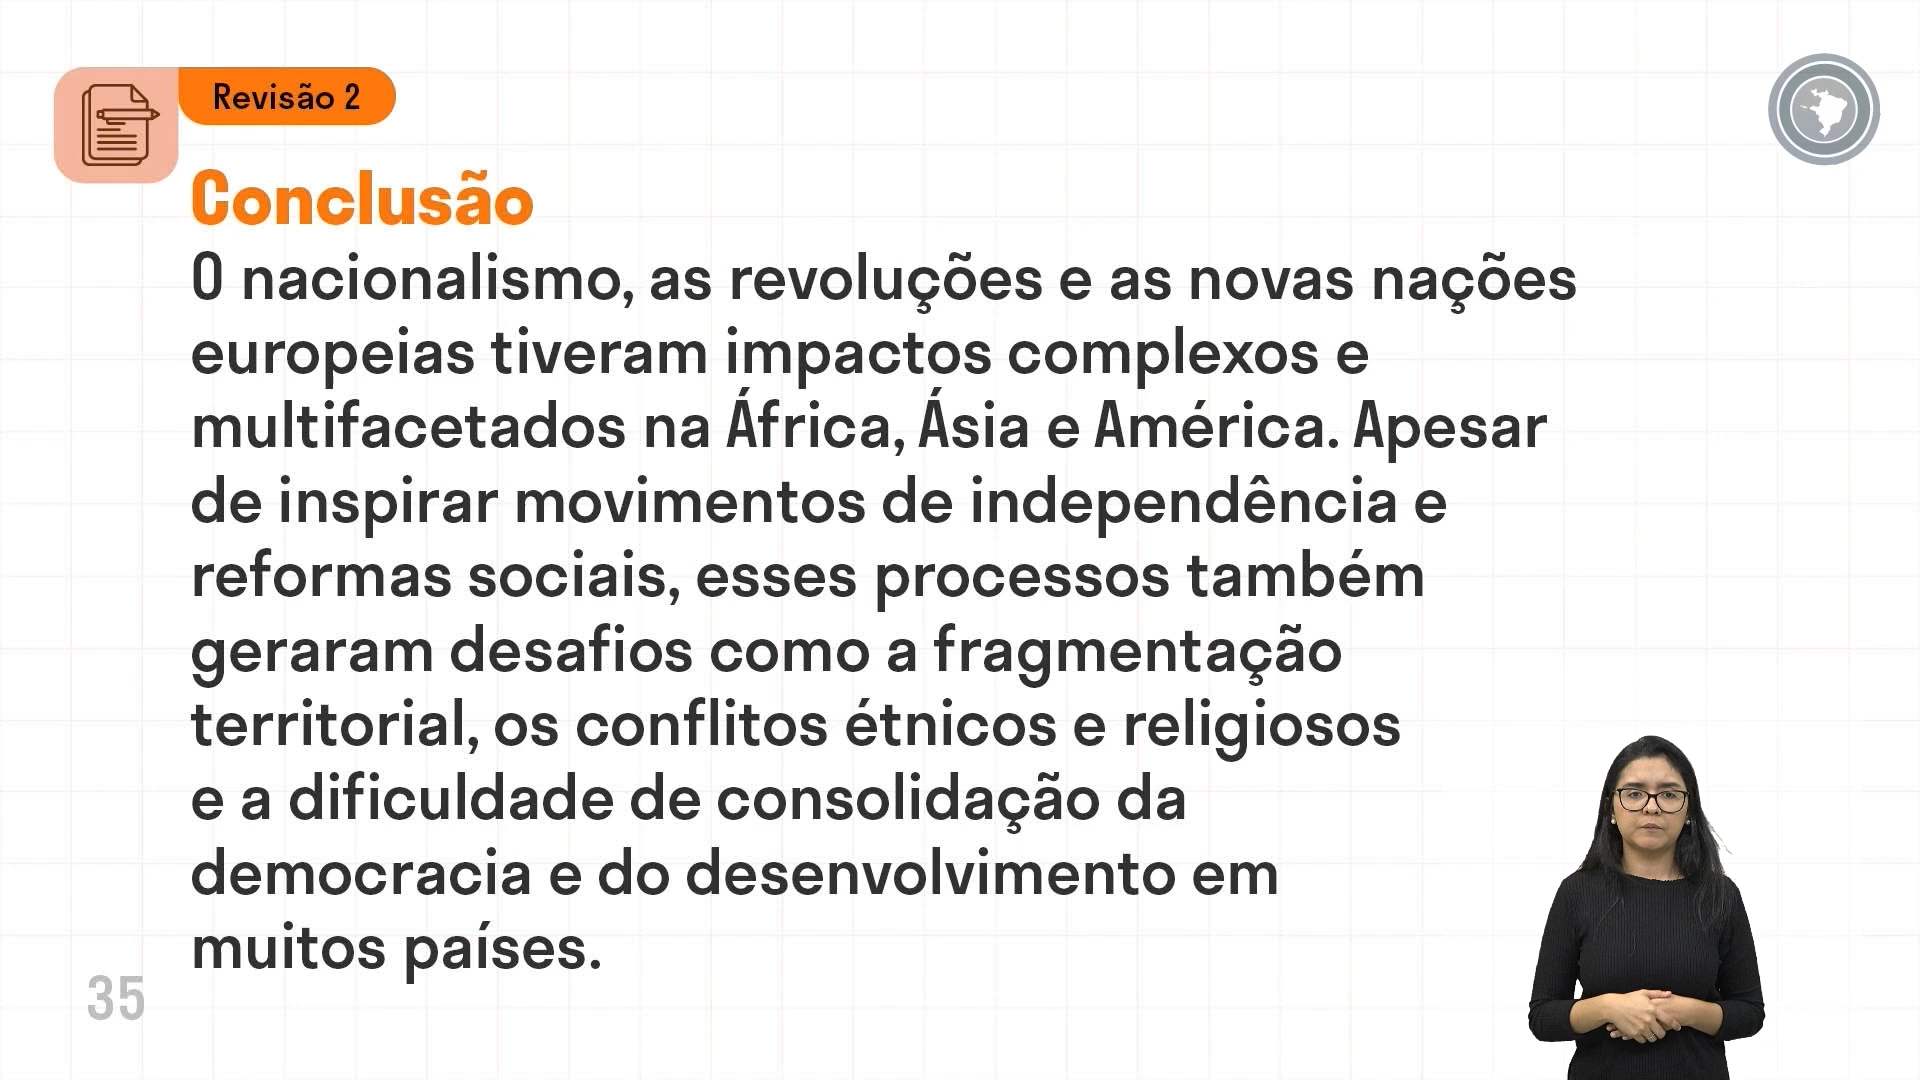 Revisão 2
Conclusão
O nacionalismo, as revoluções e as novas nações
europeias tiveram impactos complexos e
multifacetados na África, Ásia e América. Apesar
de inspirar movimentos de independência e
reformas sociais, esses processos também
geraram desafios como a fragmentação
territorial, os conflitos étnicos e religiosos
e a dificuldade de consolidação da
democracia e do desenvolvimento em
muitos países.
35